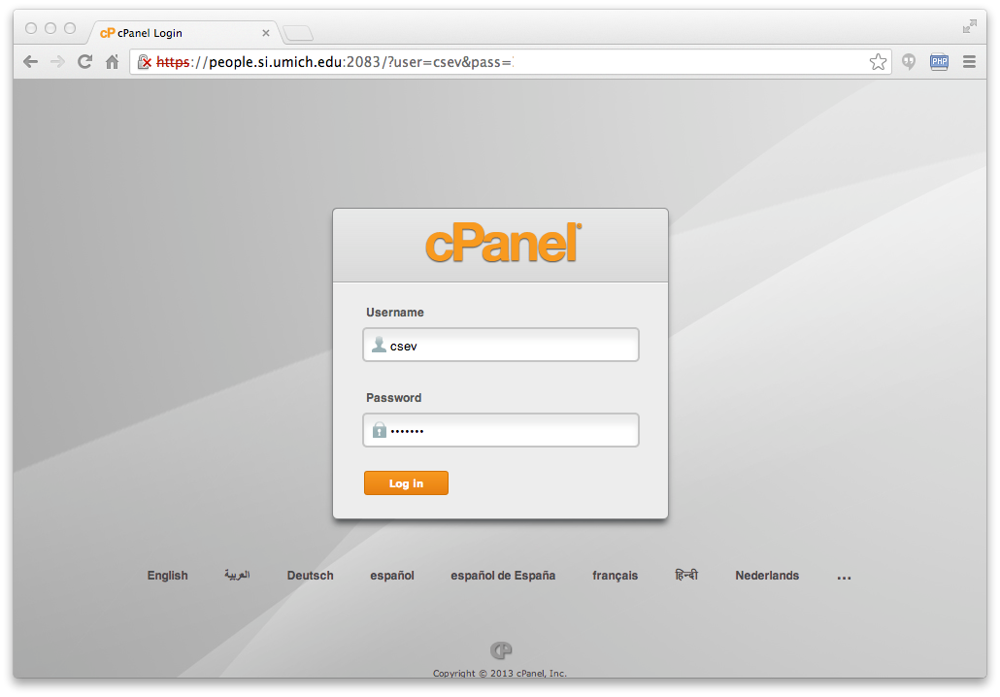 cP cPanel Login
https://people.si.umich.edu:2083/?user=csev&pass=
PHP
cPanel®
Username
csev
Password
•••••••
Log in
English العربية Deutsch español español de España français हिन्दी Nederlands ...
cP
Copyright © 2013 cPanel, Inc.